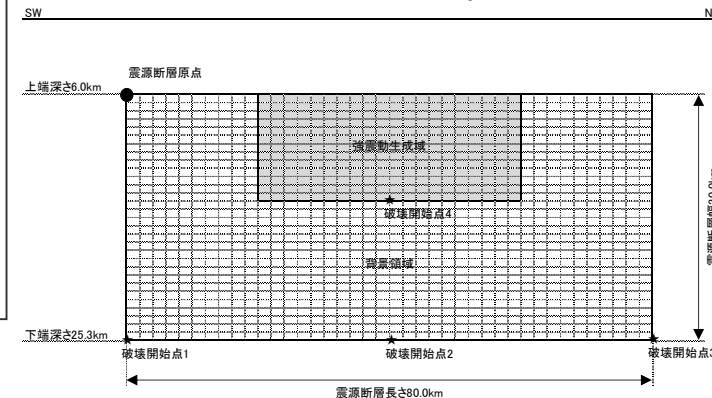 SW
N
震源断層原点
上端深さ6.0km
強震動生成域
破壊開始点4
背景領域
下端深さ25.3km
破壊開始点1
破壊開始点2
破壊開始点3
震源断層長さ80.0km